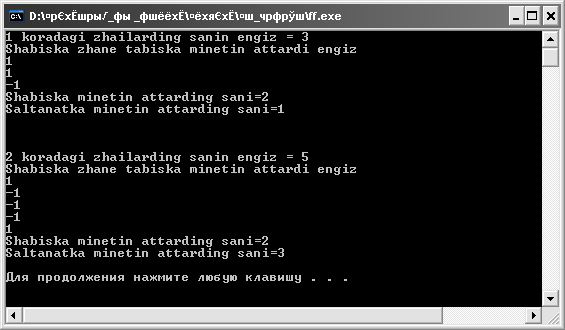 D:\¤рЄхЁшры/_фы _фшёёхЁ\¤ёхяЄхЁ\¤ш_чрфрўш\ff.exe
1 koradagi zhailarding sanin engiz = 3
Shabiska zhane tabiska minetin attardi engiz
1
1
-1
Shabiska minetin attarding sani=2
Saltanatka minetin attarding sani=1
2 koradagi zhailarding sanin engiz = 5
Shabiska zhane tabiska minetin attardi engiz
1
-1
-1
-1
1
Shabiska minetin attarding sani=2
Saltanatka minetin attarding sani=3
Для продолжения нажмите любую клавишу . . .